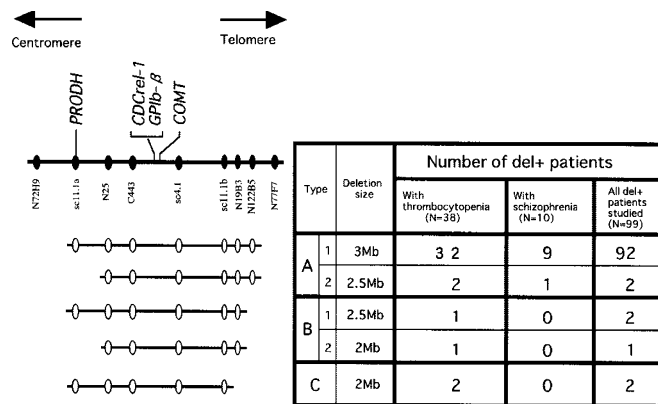 Centromere
Telomere
PRODH
CDCrel-1
GPIb-β
COMT
N72H9
sc11.1a
N25
C443
sc4.1
sc11.1b
N19B3
N122B5
N77F7
Type
Deletion size
Number of del+ patients
With thrombocytopenia (N=38)
With schizophrenia (N=10)
All del+ patients studied (N=99)
A 1 3Mb 3 2 9 92
2 2.5Mb 2 1 2
B 1 2.5Mb 1 0 2
2 2Mb 1 0 1
C 2Mb 2 0 2